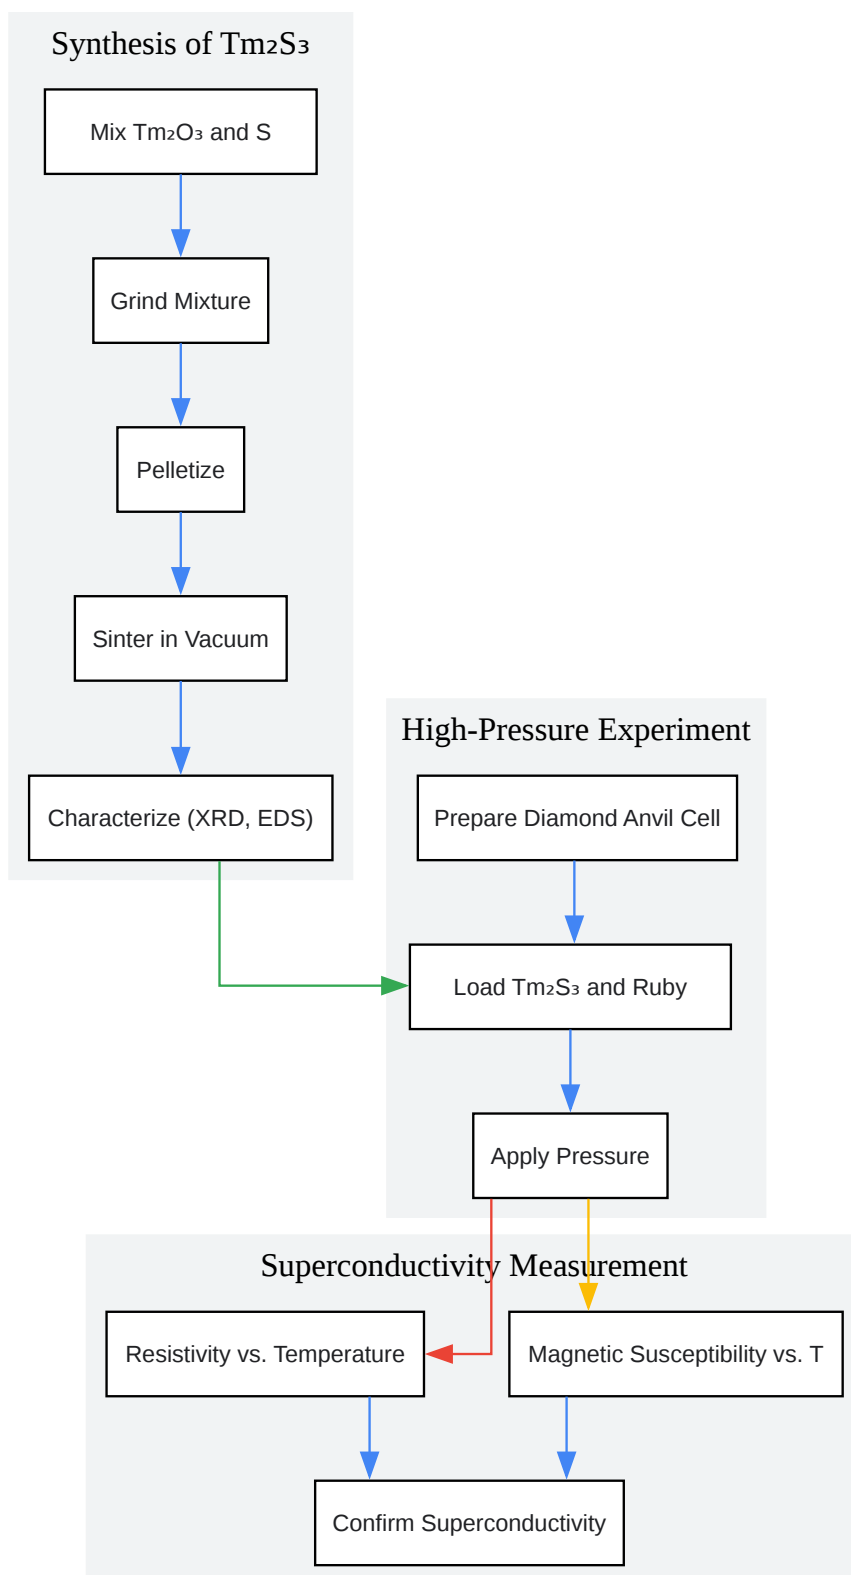 Synthesis of Tm₂S₃
Mix Tm₂O₃ and S
Grind Mixture
Pelletize
Sinter in Vacuum
Characterize (XRD, EDS)
High-Pressure Experiment
Prepare Diamond Anvil Cell
Load Tm₂S₃ and Ruby
Apply Pressure
Superconductivity Measurement
Resistivity vs. Temperature
Magnetic Susceptibility vs. T
Confirm Superconductivity